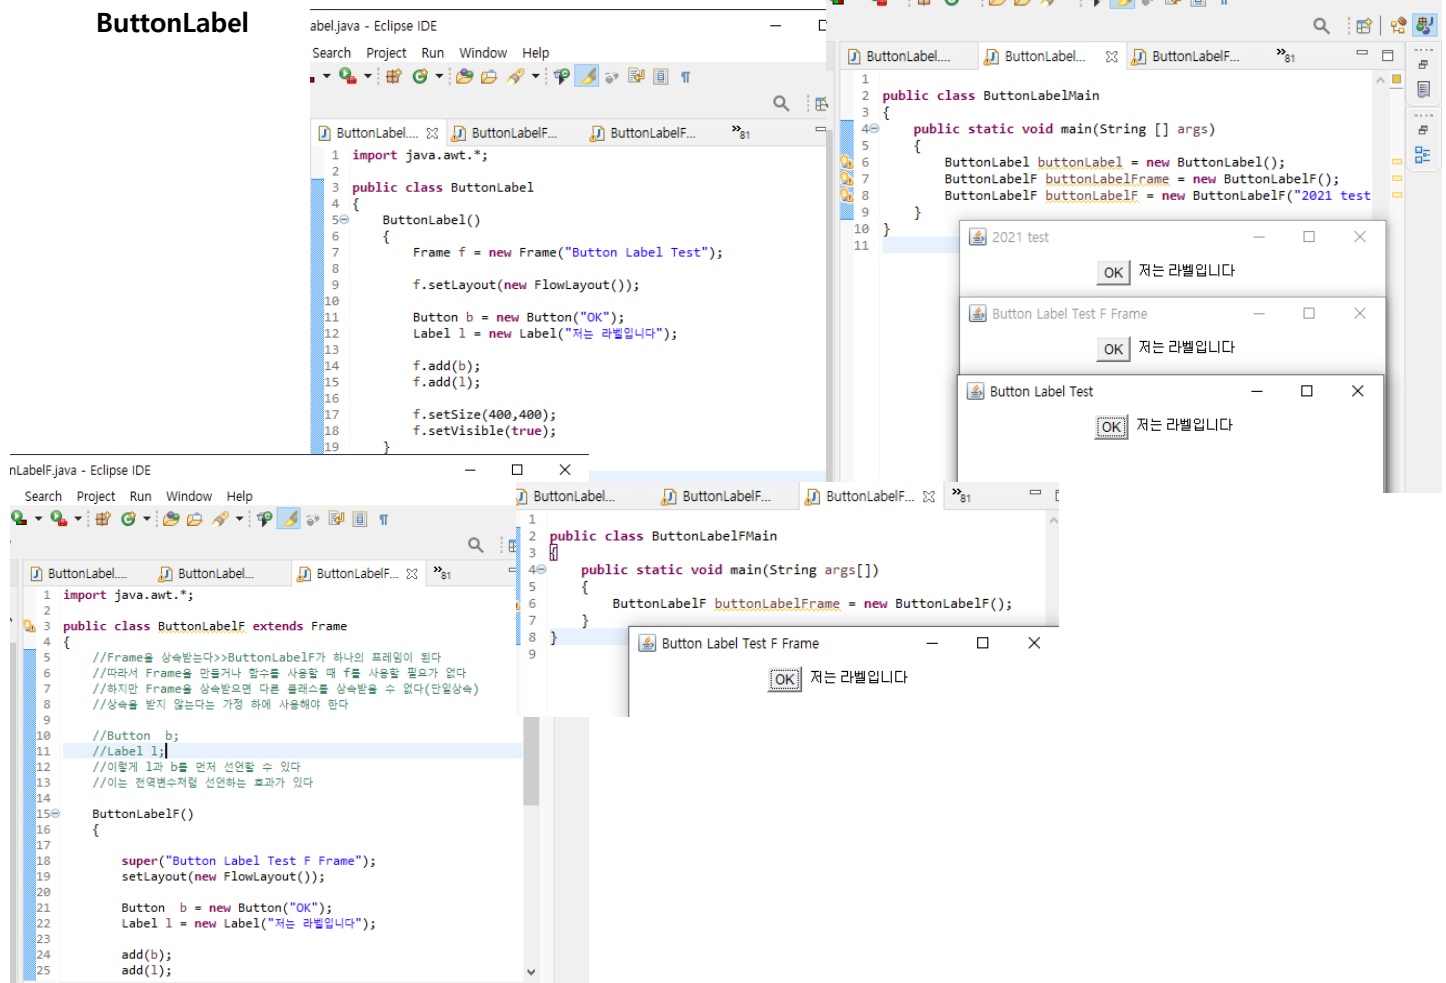 ButtonLabel
abel.java - Eclipse IDE
Search Project Run Window Help
ButtonLabel.... ButtonLabelF... ButtonLabelF... »81
1 import java.awt.*;
2
3 public class ButtonLabel
4 {
5 ButtonLabel()
6 {
7 Frame f = new Frame("Button Label Test");
8
9 f.setLayout(new FlowLayout());
10
11 Button b = new Button("OK");
12 Label l = new Label("저는 라벨입니다");
13
14 f.add(b);
15 f.add(l);
16
17 f.setSize(400,400);
18 f.setVisible(true);
19 }
ButtonLabel.... ButtonLabel... ButtonLabelF... »81
1
2 public class ButtonLabelMain
3 {
4 public static void main(String [] args)
5 {
6 ButtonLabel buttonLabel = new ButtonLabel();
7 ButtonLabelF buttonLabelFrame = new ButtonLabelF();
8 ButtonLabelF buttonLabelF = new ButtonLabelF("2021 test
9 }
10 }
11
2021 test
OK 저는 라벨입니다
Button Label Test F Frame
OK 저는 라벨입니다
Button Label Test
OK 저는 라벨입니다
nLabelF.java - Eclipse IDE
Search Project Run Window Help
ButtonLabel.... ButtonLabel... ButtonLabelF... »81
1 import java.awt.*;
2
3 public class ButtonLabelF extends Frame
4 {
5 //Frame을 상속받는다>>ButtonLabelF가 하나의 프레임이 된다
6 //따라서 Frame을 만들거나 함수를 사용할 때 f를 사용할 필요가 없다
7 //하지만 Frame을 상속받으면 다른 클래스를 상속받을 수 없다(단일상속)
8 //상속을 받지 않는다는 가정 하에 사용해야 한다
9
10 //Button b;
11 //Label l;
12 //이렇게 l과 b를 먼저 선언할 수 있다
13 //이는 전역변수처럼 선언하는 효과가 있다
14
15 ButtonLabelF()
16 {
17
18 super("Button Label Test F Frame");
19 setLayout(new FlowLayout());
20
21 Button b = new Button("OK");
22 Label l = new Label("저는 라벨입니다");
23
24 add(b);
25 add(l);
ButtonLabel... ButtonLabelF... ButtonLabelF... »81
1
2 public class ButtonLabelFMain
3 {
4 public static void main(String args[])
5 {
6 ButtonLabelF buttonLabelFrame = new ButtonLabelF();
7 }
8 }
9
Button Label Test F Frame
OK 저는 라벨입니다